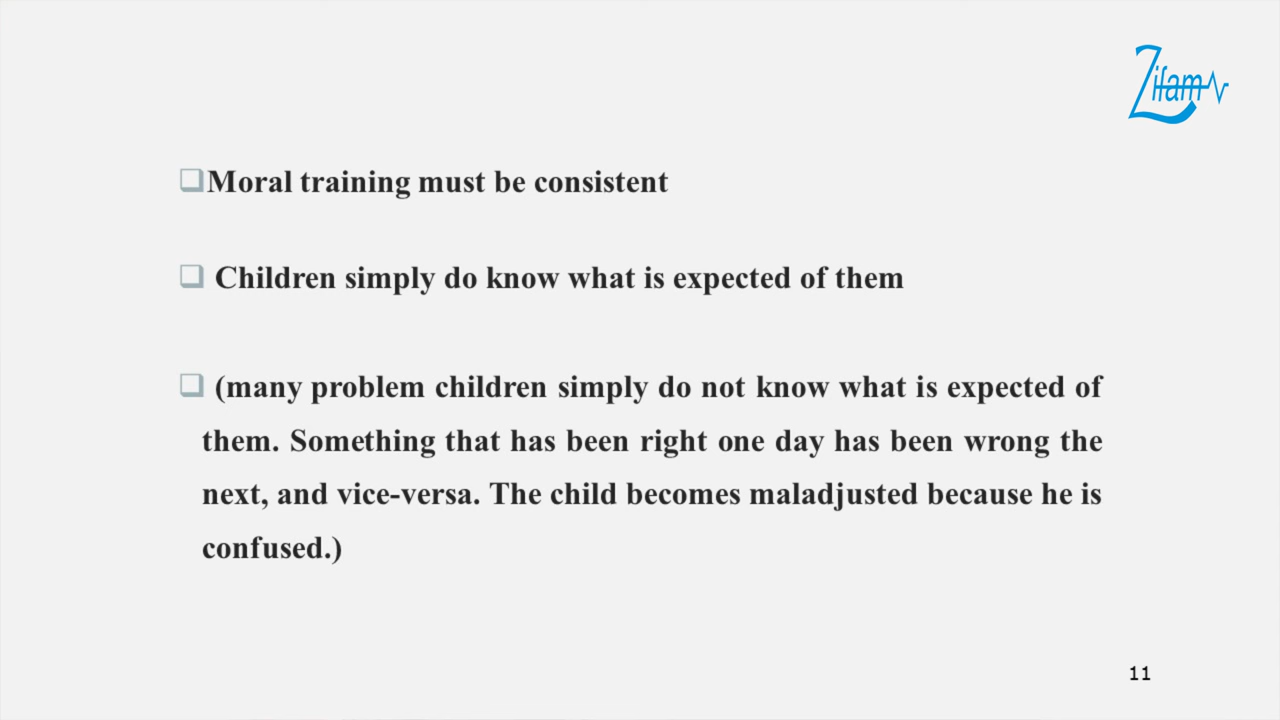 Zifam
Moral training must be consistent
Children simply do know what is expected of them
(many problem children simply do not know what is expected of
them. Something that has been right one day has been wrong the
next, and vice-versa. The child becomes maladjusted because he is
confused.)
11